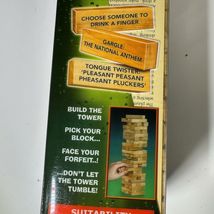 CHOOSE SOMEONE TO
DRINK A FINGER
GARGLE
THE NATIONAL ANTHEM
TONGUE TWISTER:
'PLEASANT PEASANT
PHEASANT PLUCKERS'
BUILD THE
TOWER
PICK YOUR
BLOCK...
FACE YOUR
FORFEIT..!
...DON'T LET
THE TOWER
TUMBLE!
SUITABILITY